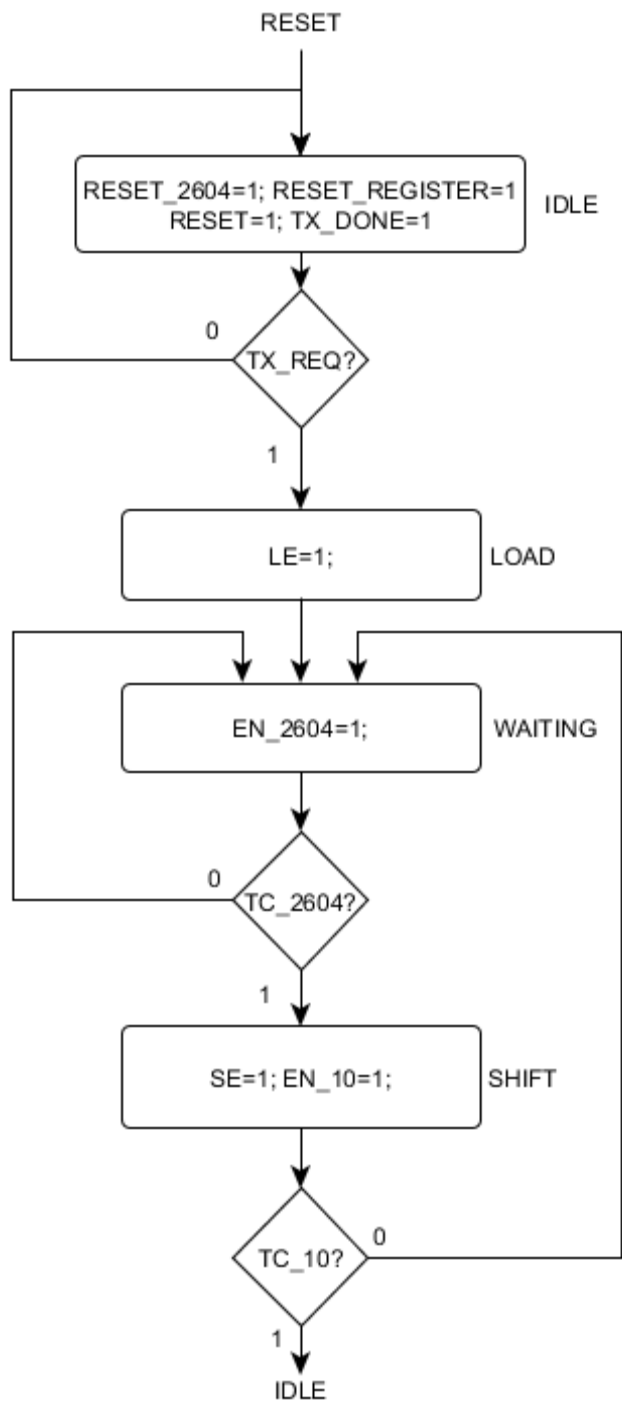 RESET
RESET_2604=1; RESET_REGISTER=1
RESET=1; TX_DONE=1
IDLE
0
TX_REQ?
1
LE=1;
LOAD
EN_2604=1;
WAITING
0
TC_2604?
1
SE=1; EN_10=1;
SHIFT
0
TC_10?
1
IDLE